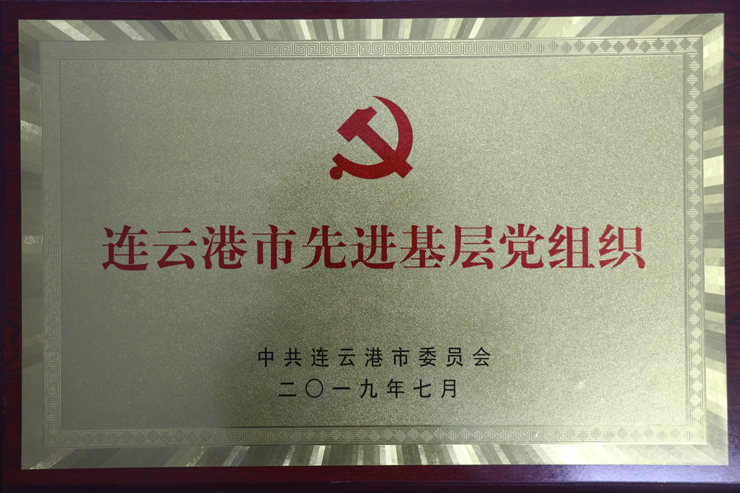 连云港市先进基层党组织
中共连云港市委员会
二〇一九年七月